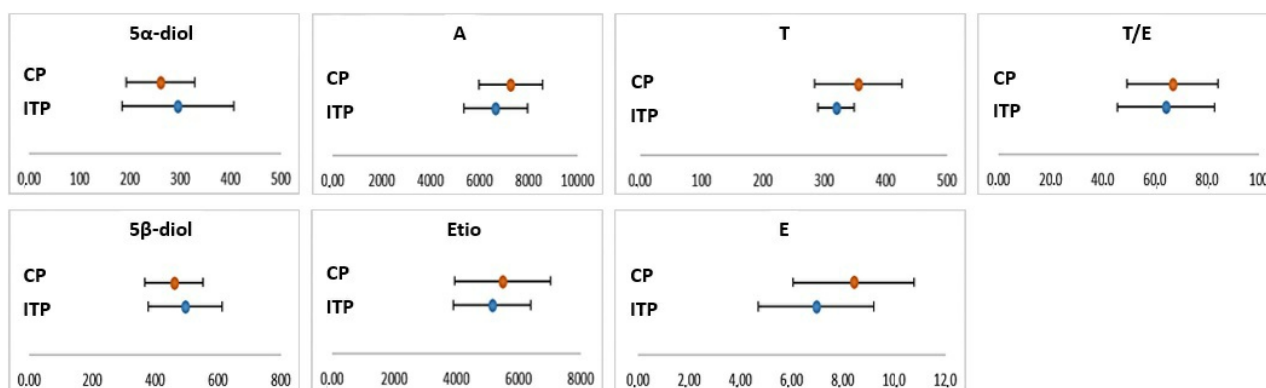 5α-diol
CP
ITP
0,00 100 200 300 400 500
A
CP
ITP
0.00 2000 4000 6000 8000 10000
T
CP
ITP
0.00 100 200 300 400 500
T/E
CP
ITP
0.00 20.0 40.0 60.0 80.0 100
5β-diol
CP
ITP
0.00 200 400 600 800
Etio
CP
ITP
0.00 2000 4000 6000 8000
E
CP
ITP
0,00 2,00 4,00 6,00 8,00 10,00 12,0